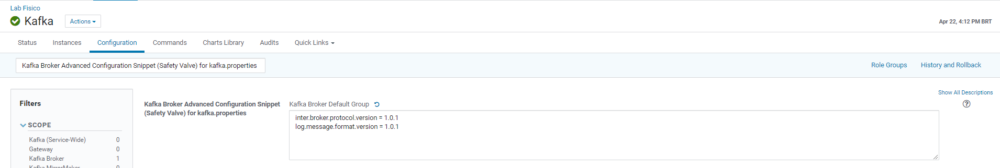 Lab Fisico
Kafka
Actions
Apr 22, 4:12 PM BRT
Status Instances Configuration Commands Charts Library Audits Quick Links
Kafka Broker Advanced Configuration Snippet (Safety Valve) for kafka.properties
Role Groups History and Rollback
Show All Descriptions
Filters
SCOPE
Kafka (Service-Wide) 0
Gateway 0
Kafka Broker 1
Kafka MirrorMaker 0
Kafka Broker Advanced Configuration Snippet
(Safety Valve) for kafka.properties
Kafka Broker Default Group
inter.broker.protocol.version = 1.0.1
log.message.format.version = 1.0.1